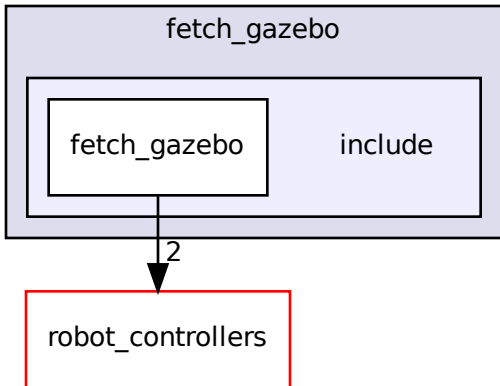 fetch_gazebo
fetch_gazebo
include
2
robot_controllers